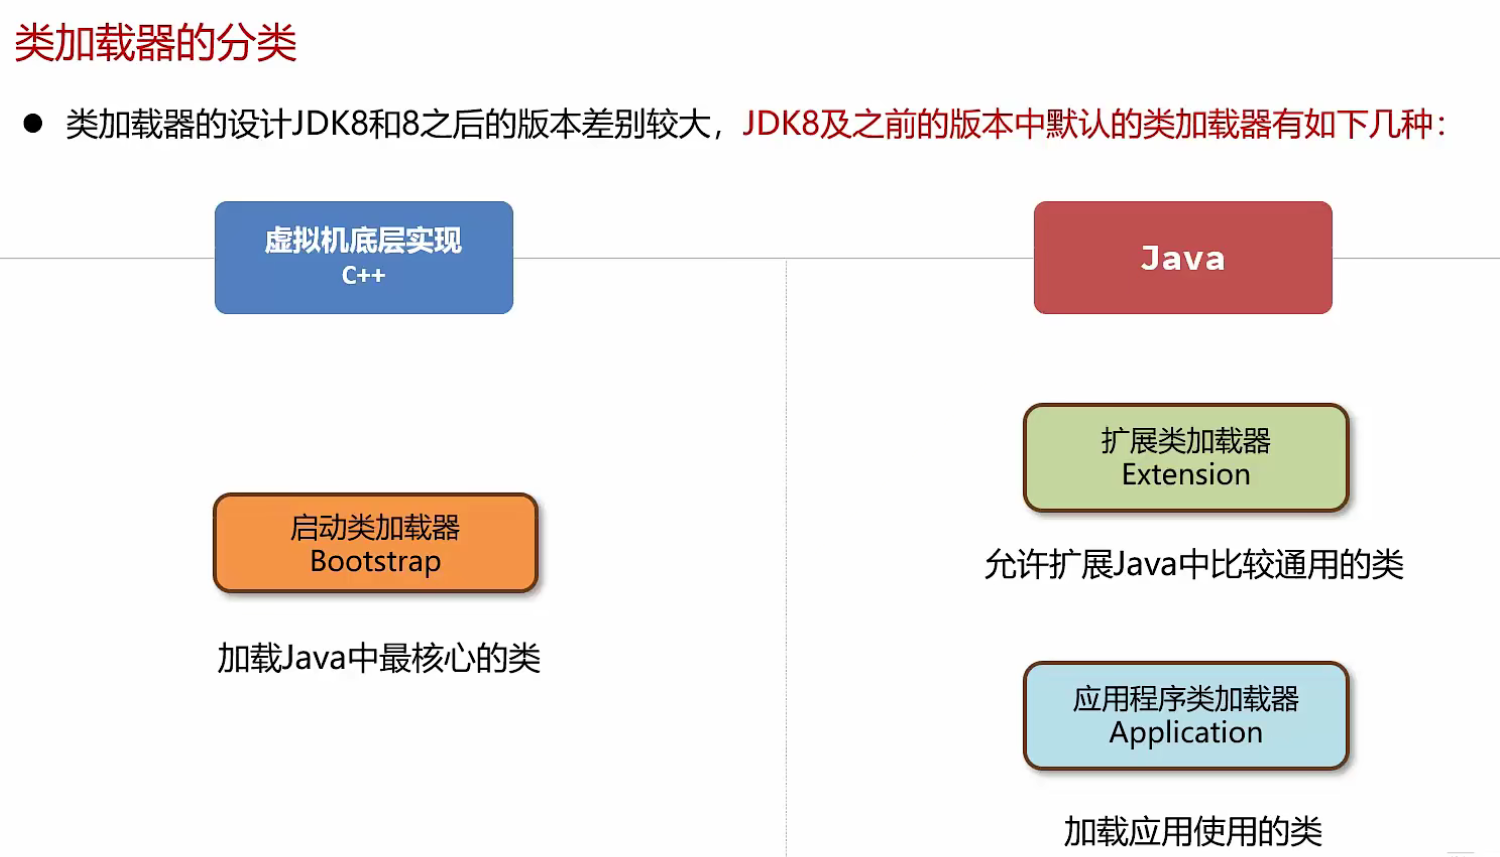 类加载器的分类
● 类加载器的设计JDK8和8之后的版本差别较大，JDK8及之前的版本中默认的类加载器有如下几种：
虚拟机底层实现
C++
Java
启动类加载器
Bootstrap
加载Java中最核心的类
扩展类加载器
Extension
允许扩展Java中比较通用的类
应用程序类加载器
Application
加载应用使用的类